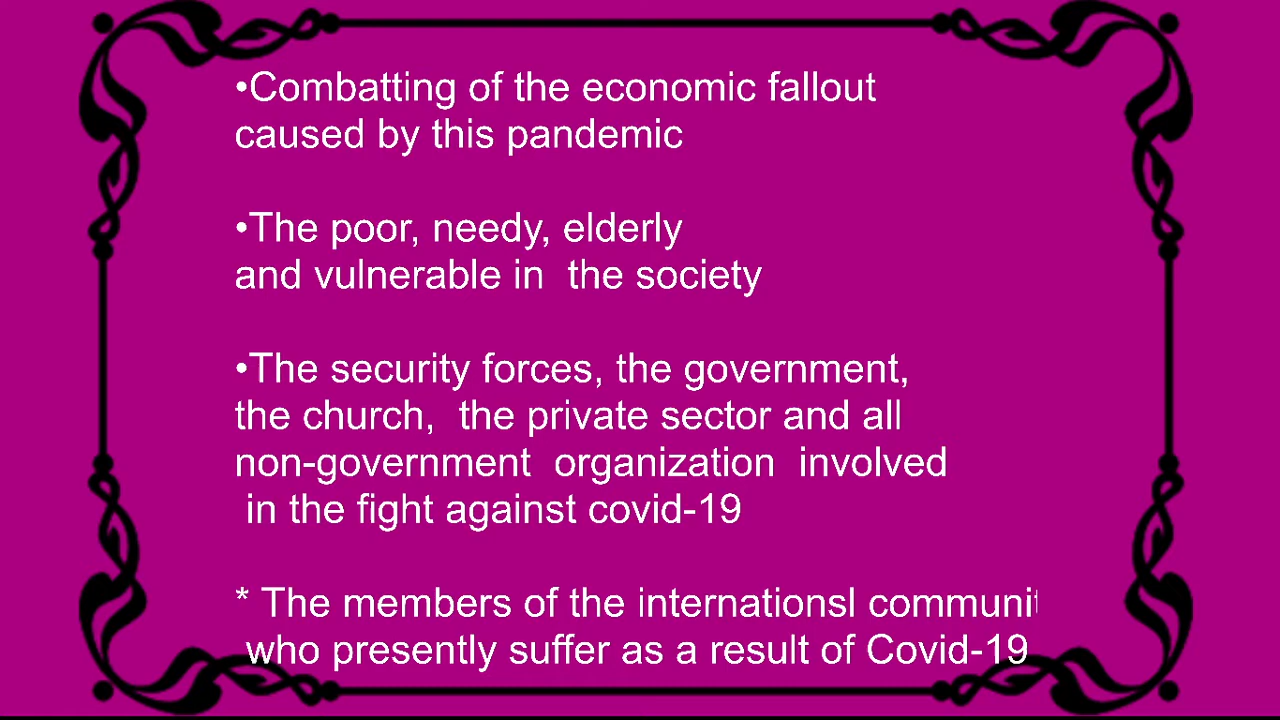 •Combatting of the economic fallout
caused by this pandemic
•The poor, needy, elderly
and vulnerable in  the society
•The security forces, the government,
the church,  the private sector and all
non-government  organization  involved
in the fight against covid-19
* The members of the internationsl
who presently suffer as a result of Covid-19